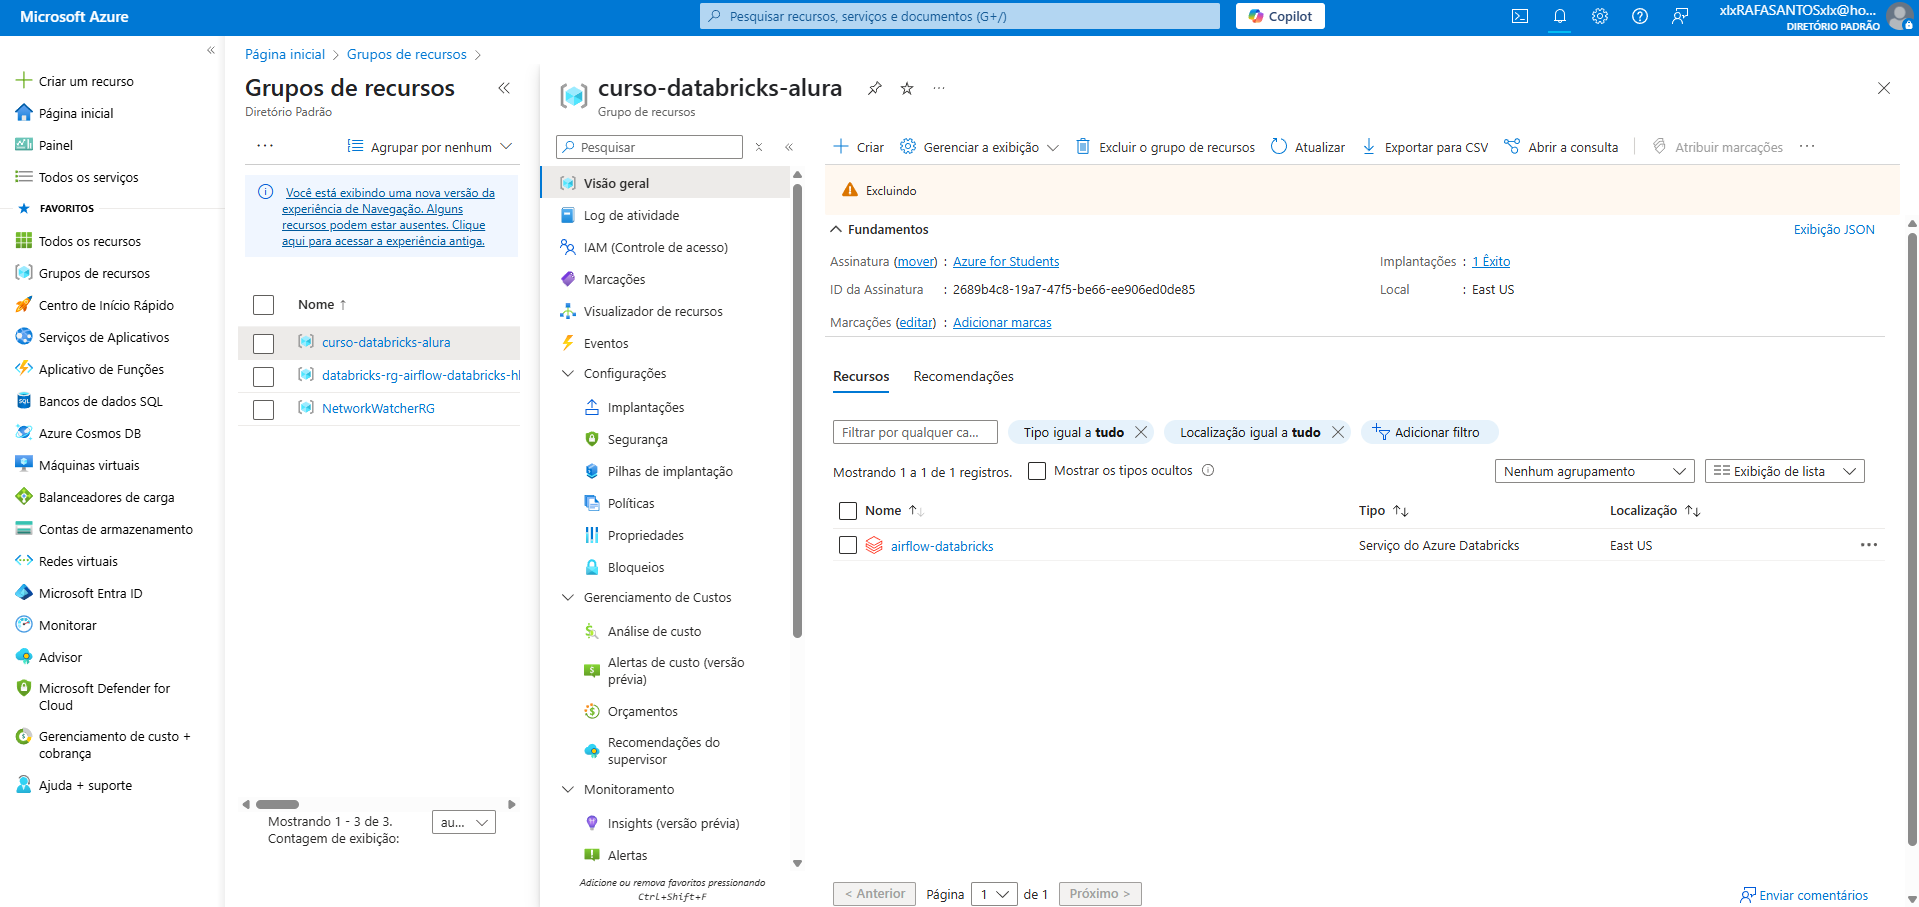 Microsoft Azure
Pesquisar recursos, serviços e documentos (G+/)
Copilot
xlxRAFASANTOSxlx@ho...
DIRETÓRIO PADRÃO
Criar um recurso
Página inicial
Painel
Todos os serviços
FAVORITOS
Todos os recursos
Grupos de recursos
Centro de Início Rápido
Serviços de Aplicativos
Aplicativo de Funções
Bancos de dados SQL
Azure Cosmos DB
Máquinas virtuais
Balanceadores de carga
Contas de armazenamento
Redes virtuais
Microsoft Entra ID
Monitorar
Advisor
Microsoft Defender for
Cloud
Gerenciamento de custo +
cobrança
Ajuda + suporte
Página inicial > Grupos de recursos >
Grupos de recursos
Diretório Padrão
... Agrupar por nenhum
Você está exibindo uma nova versão da
experiência de Navegação. Alguns
recursos podem estar ausentes. Clique
aqui para acessar a experiência antiga.
Nome ↑
curso-databricks-alura
databricks-rg-airflow-databricks-hl
NetworkWatcherRG
Mostrando 1 - 3 de 3.
Contagem de exibição:
au...
curso-databricks-alura
Grupo de recursos
Pesquisar
Visão geral
Log de atividade
IAM (Controle de acesso)
Marcações
Visualizador de recursos
Eventos
Configurações
Implantações
Segurança
Pilhas de implantação
Políticas
Propriedades
Bloqueios
Gerenciamento de Custos
Análise de custo
Alertas de custo (versão
prévia)
Orçamentos
Recomendações do
supervisor
Monitoramento
Insights (versão prévia)
Alertas
Adicione ou remova favoritos pressionando
Ctrl+Shift+F
Criar Gerenciar a exibição Excluir o grupo de recursos Atualizar Exportar para CSV Abrir a consulta Atribuir marcações ...
Excluindo
Fundamentos
Exibição JSON
Assinatura (mover) : Azure for Students
ID da Assinatura : 2689b4c8-19a7-47f5-be66-ee906ed0de85
Marcações (editar) : Adicionar marcas
Implantações : 1 Êxito
Local : East US
Recursos Recomendações
Filtrar por qualquer ca... Tipo igual a tudo Localização igual a tudo Adicionar filtro
Mostrando 1 a 1 de 1 registros. Mostrar os tipos ocultos
Nenhum agrupamento Exibição de lista
Nome ↑↓ Tipo ↑↓ Localização ↑↓
airflow-databricks Serviço do Azure Databricks East US ...
< Anterior Página 1 de 1 Próximo >
Enviar comentários